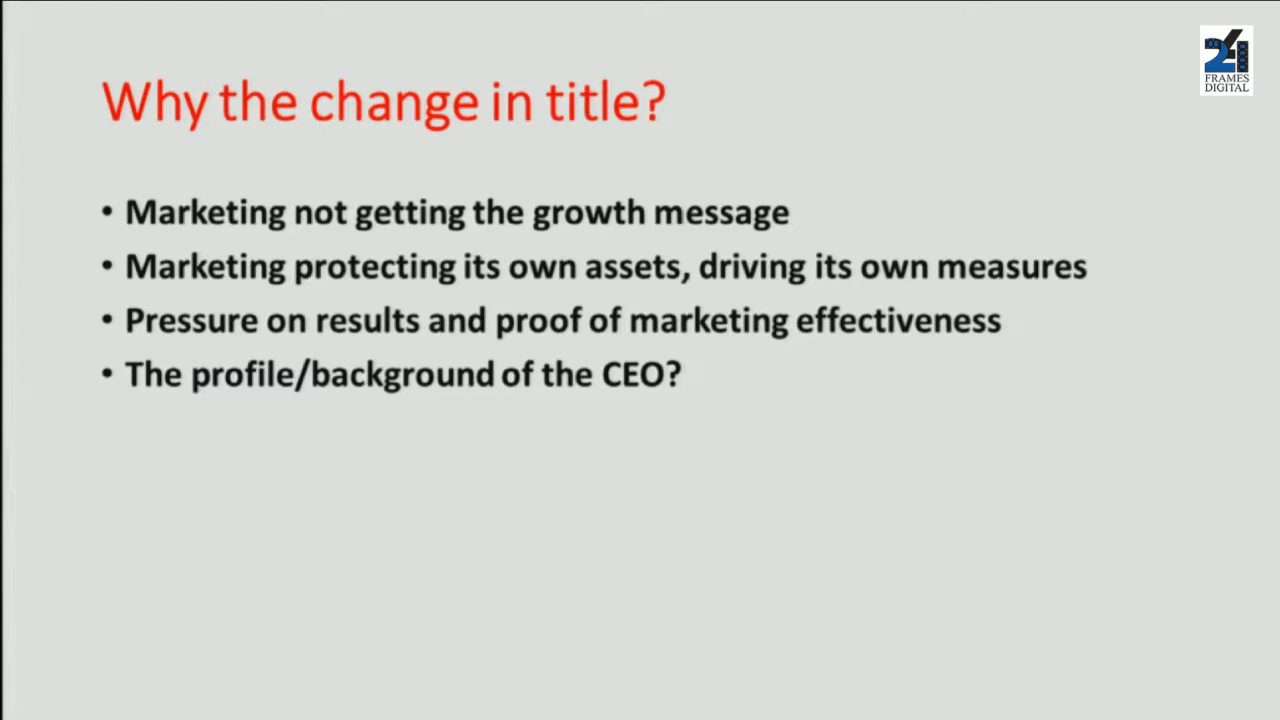 24
FRAMES
DIGITAL
Why the change in title?
• Marketing not getting the growth message
• Marketing protecting its own assets, driving its own measures
• Pressure on results and proof of marketing effectiveness
• The profile/background of the CEO?